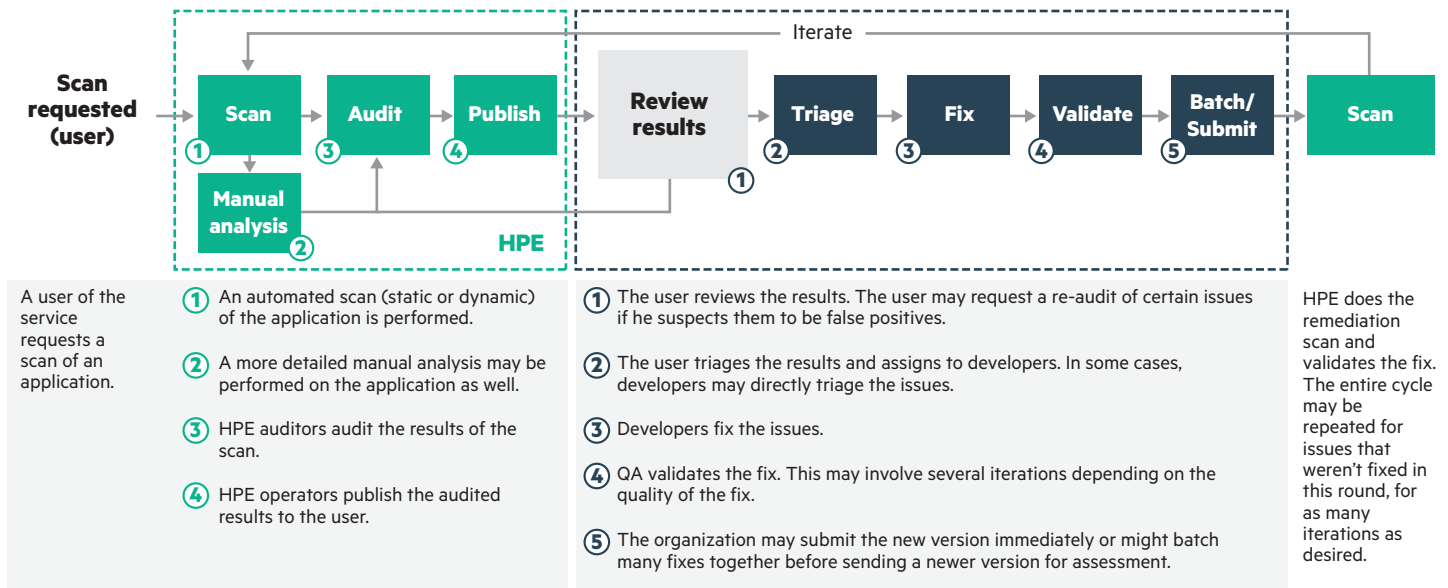 Iterate
Scan
requested
(user)
Scan
1
Audit
3
Publish
4
Manual
analysis
2
HPE
Review
results
1
Triage
2
Fix
3
Validate
4
Batch/
Submit
5
Scan
A user of the
service
requests a
scan of an
application.
1 An automated scan (static or dynamic)
of the application is performed.
2 A more detailed manual analysis may be
performed on the application as well.
3 HPE auditors audit the results of the
scan.
4 HPE operators publish the audited
results to the user.
1 The user reviews the results. The user may request a re-audit of certain issues
if he suspects them to be false positives.
2 The user triages the results and assigns to developers. In some cases,
developers may directly triage the issues.
3 Developers fix the issues.
4 QA validates the fix. This may involve several iterations depending on the
quality of the fix.
5 The organization may submit the new version immediately or might batch
many fixes together before sending a newer version for assessment.
HPE does the
remediation
scan and
validates the fix.
The entire cycle
may be
repeated for
issues that
weren't fixed in
this round, for
as many
iterations as
desired.